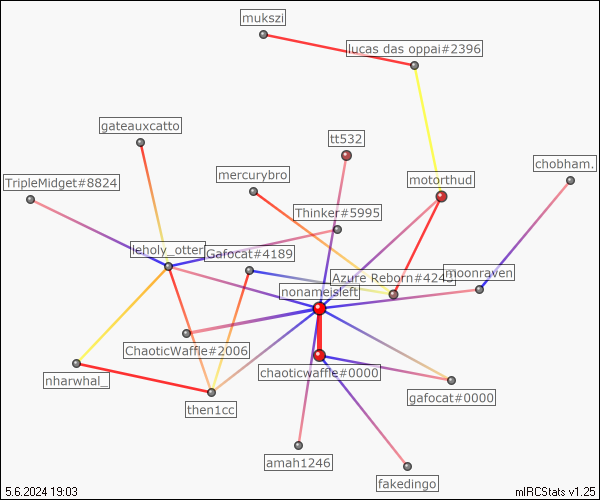 mukszi
lucas das oppai#2396
gateauxcatto
tt532
chobham.
mercurybro
TripleMidget#8824
motorthud
Thinker#5995
leholy_otter
Gafocat#4189
moonraven
Azure Reborn#4243
nonameisleft
ChaoticWaffle#2006
chaoticwaffle#0000
nharwhal_
gafocat#0000
then1cc
amah1246
fakedingo
5.6.2024 19:03
mIRCStats v1.25